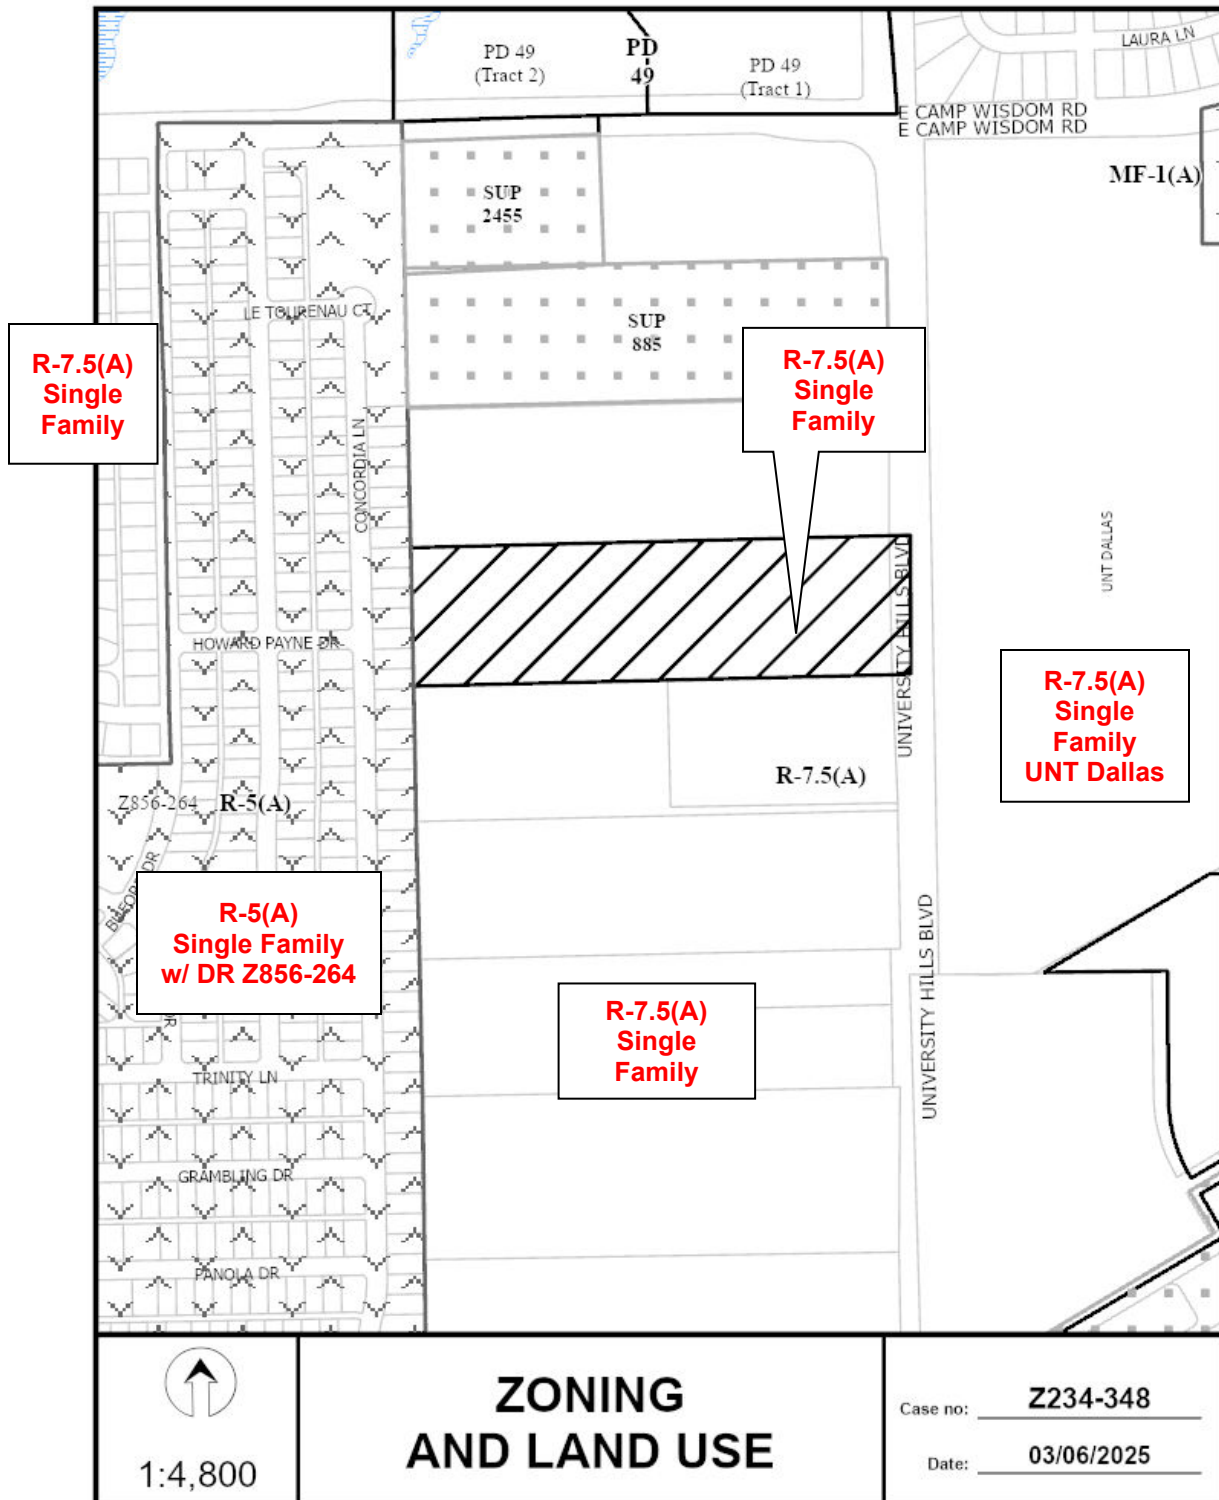 LAURA LN
PD 49
(Tract 2)
PD
49
PD 49
(Tract 1)
E CAMP WISDOM RD
E CAMP WISDOM RD
MF-1(A)
SUP
2455
LE TOURENAU CT
SUP
885
R-7.5(A)
Single
Family
R-7.5(A)
Single
Family
CONCORDIA LN
UNT DALLAS
UNIVERSITY HILLS BLVD
HOWARD PAYNE DR
R-7.5(A)
Single
Family
UNT Dallas
R-7.5(A)
Z856-264
R-5(A)
R-5(A)
Single Family
w/ DR Z856-264
DR
UNIVERSITY HILLS BLVD
R-7.5(A)
Single
Family
TRINITY LN
GRAMBLING DR
PANOLA DR
1:4,800
ZONING
AND LAND USE
Case no: Z234-348
Date: 03/06/2025